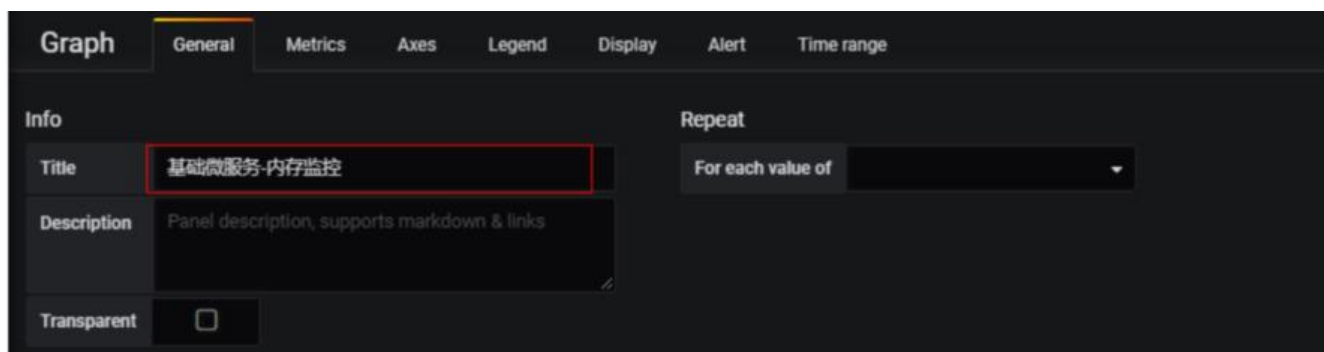 Graph General Metrics Axes Legend Display Alert Time range
Info
Repeat
Title 基础微服务-内存监控
For each value of
Description Panel description, supports markdown & links
Transparent